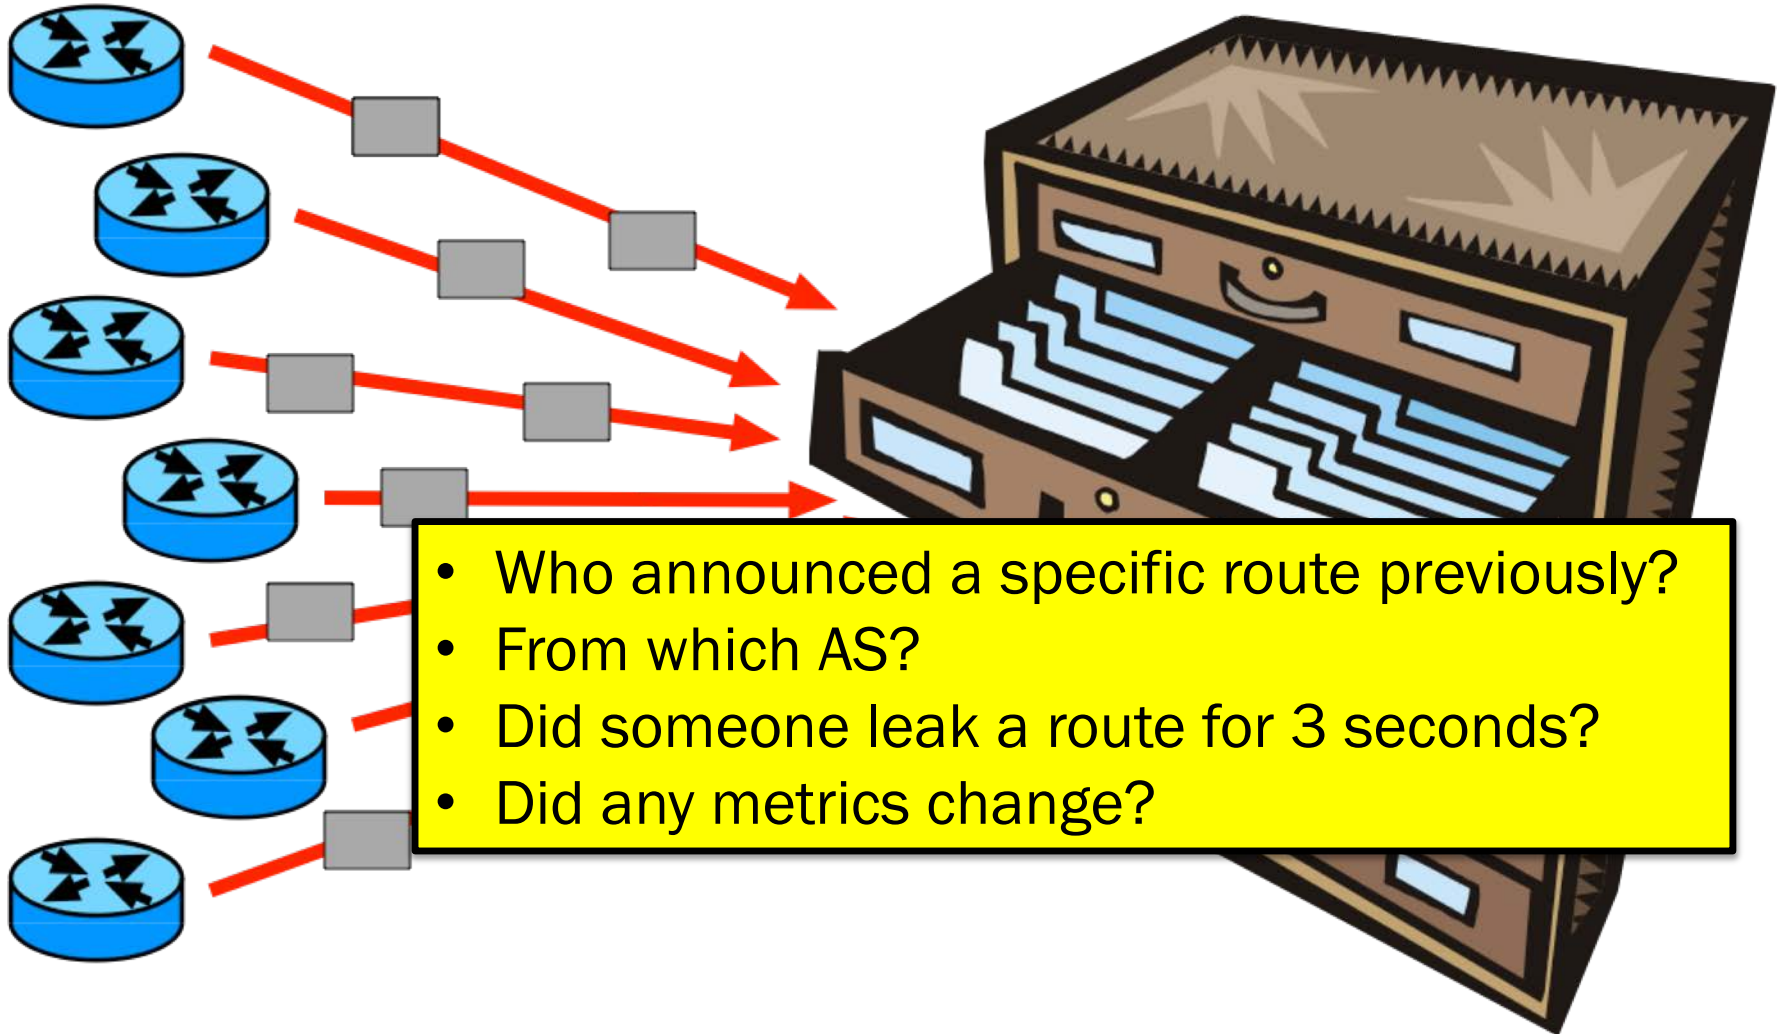 • Who announced a specific route previously?
• From which AS?
• Did someone leak a route for 3 seconds?
• Did any metrics change?